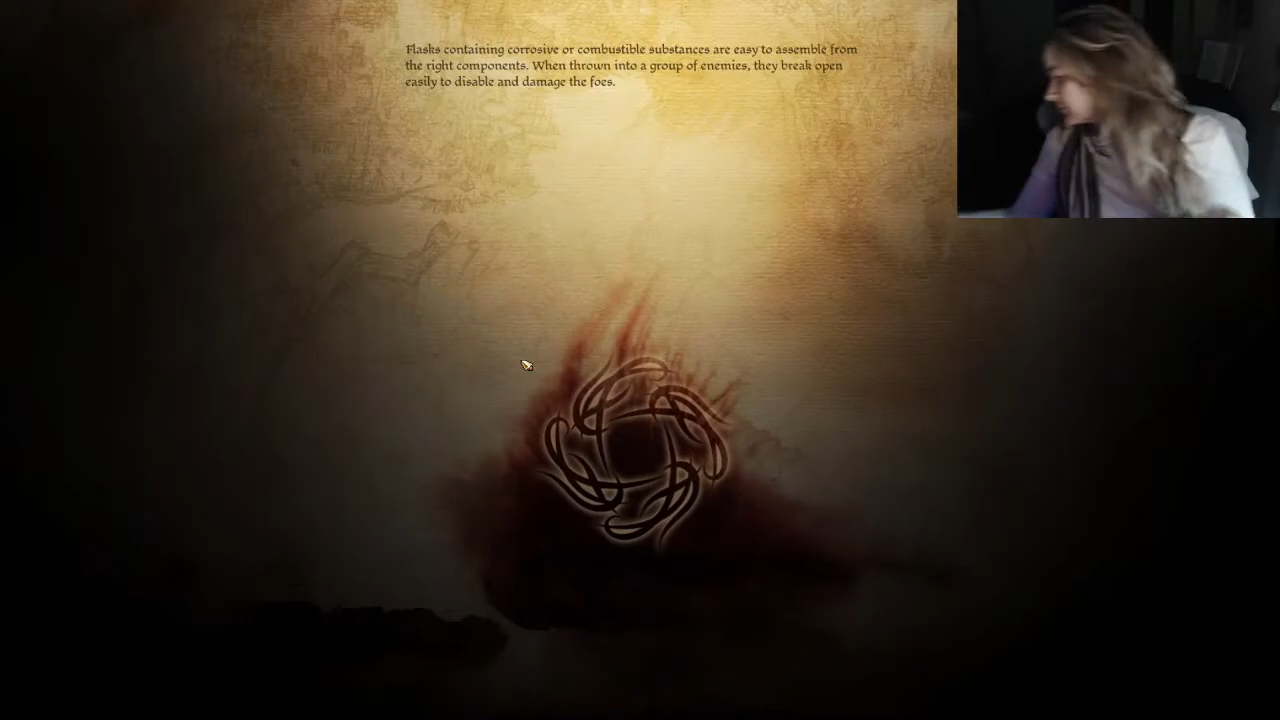 Flasks containing corrosive or combustible substances are easy to assemble from
the right components. When thrown into a group of enemies, they break open
easily to disable and damage the foes.